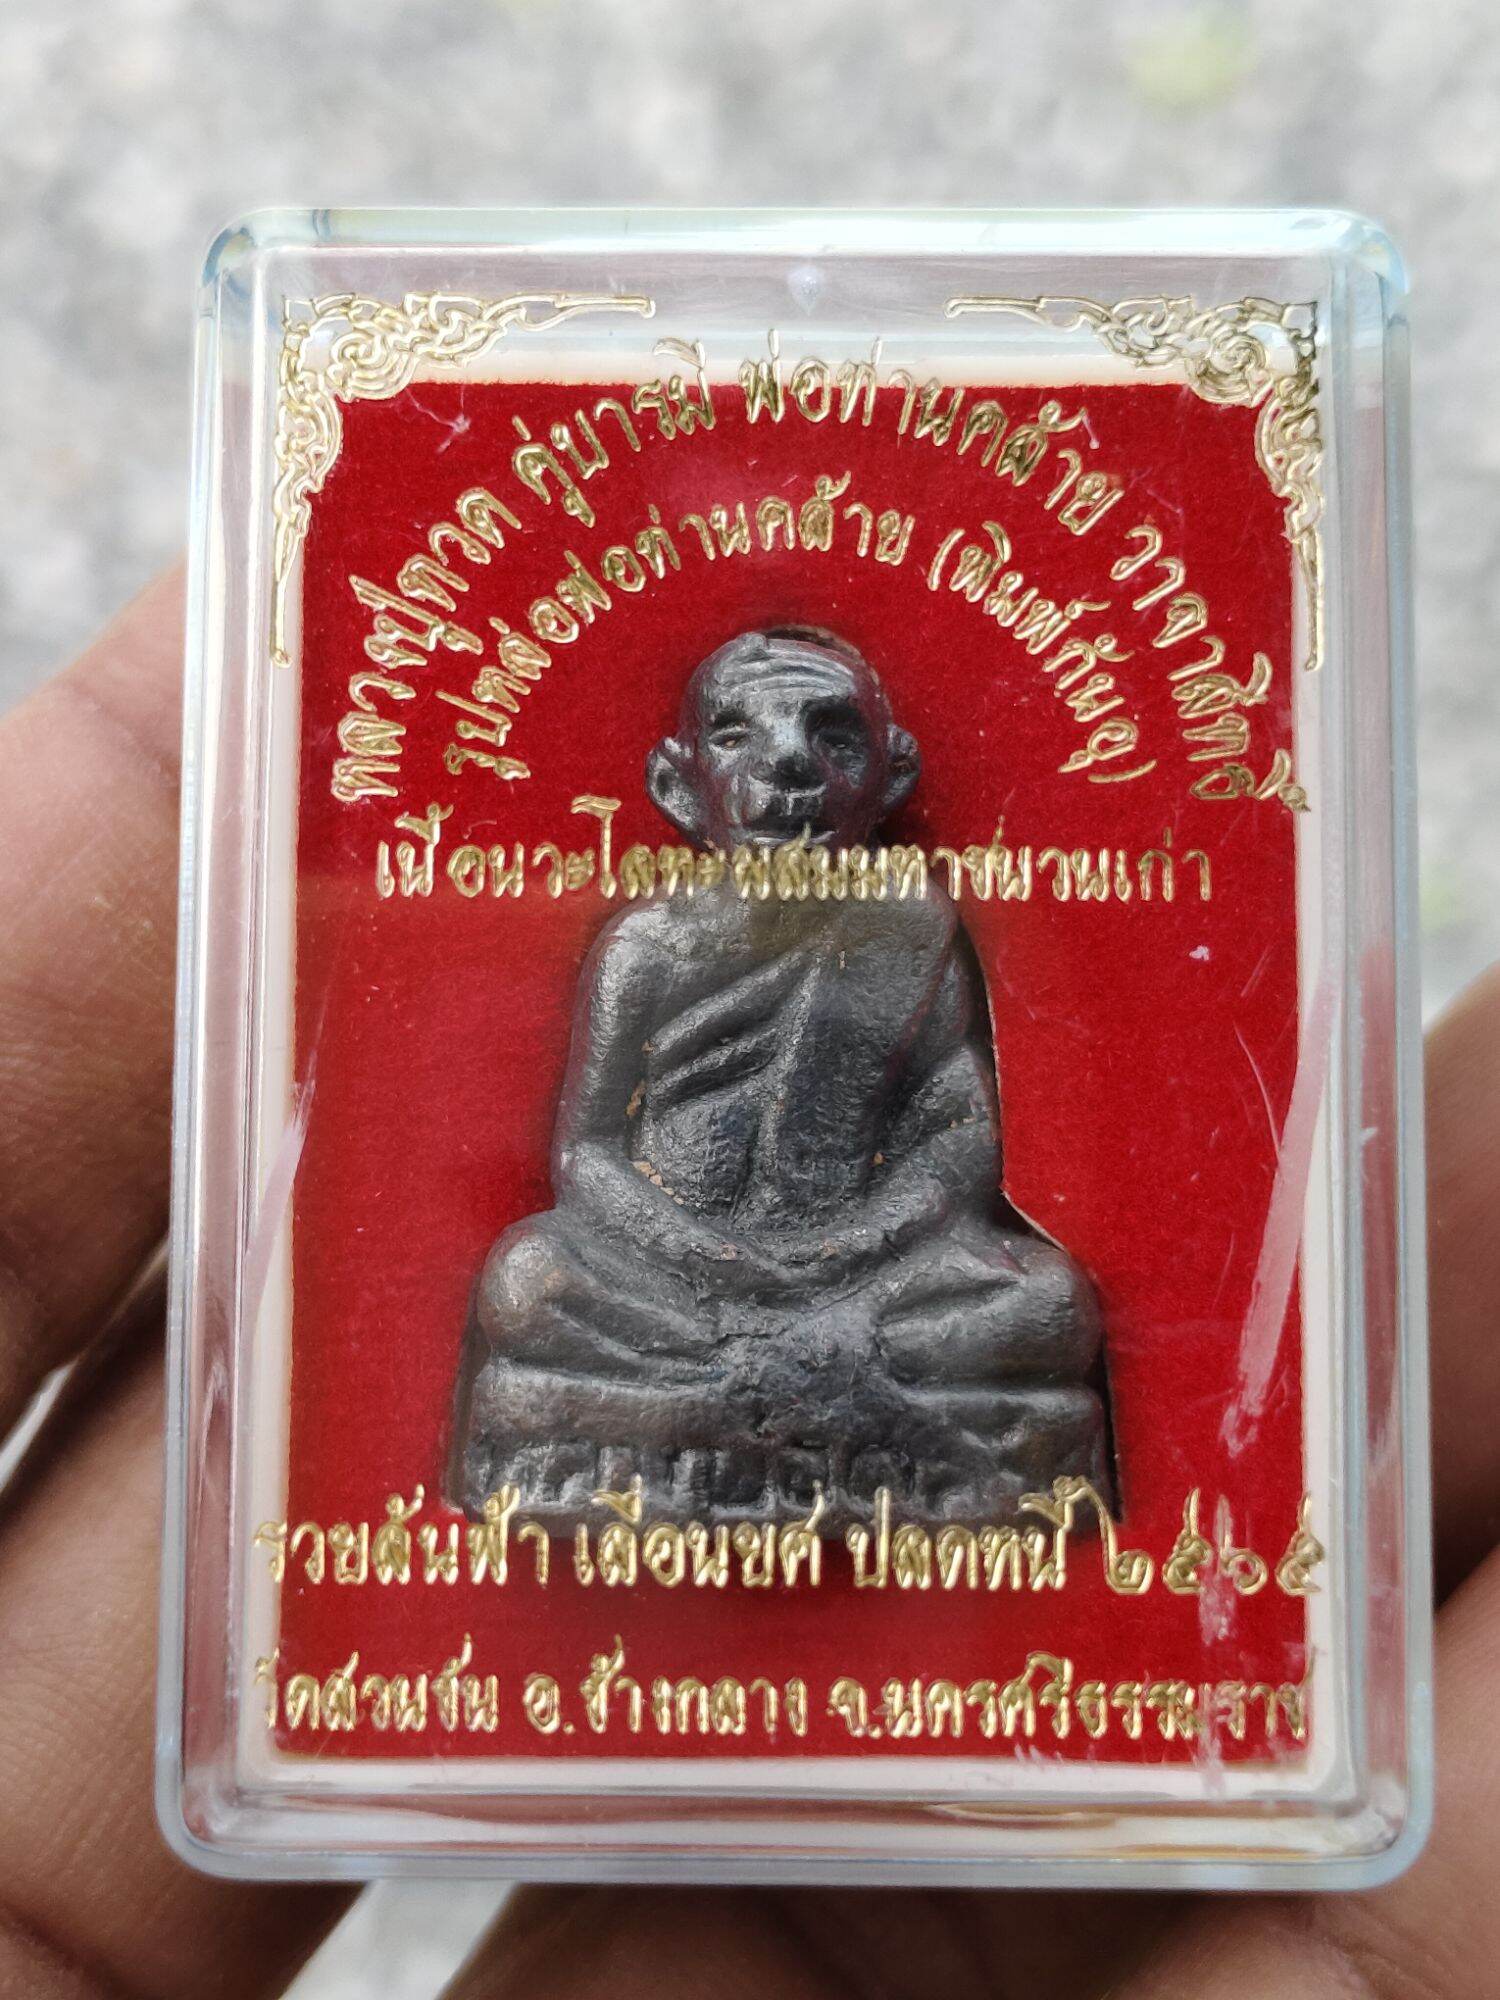 หลวงปู่ทวด คู่บารมี พ่อท่านคล้าย วาจาสิทธิ์
รูปหล่อพ่อท่านคล้าย (พิมพ์ก้นอุ)
เนื้อนวะโลหะผสมมหาชนวนเก่า
รวยล้นฟ้า เลื่อนยศ ปลดหนี้ ๒๕๖๕
วัดสวนขัน อ.ช้างกลาง จ.นครศรีธรรมราช